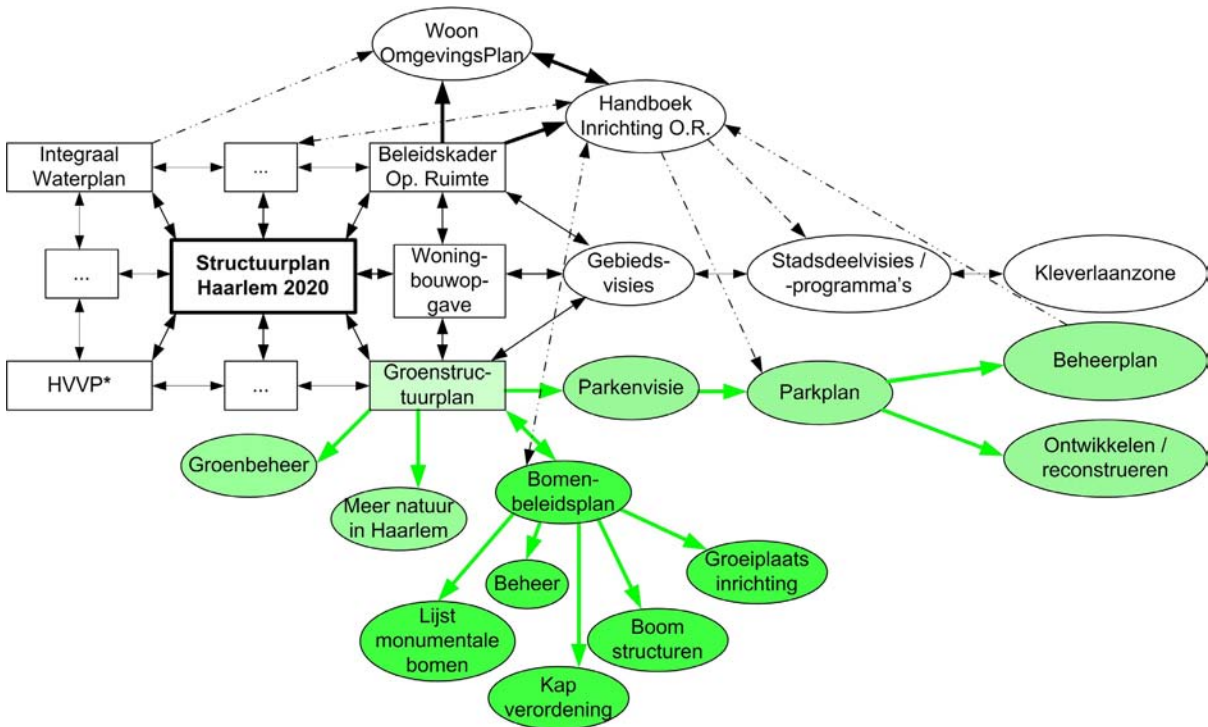 Woon
OmgevingsPlan
Handboek
Inrichting O.R.
Integraal
Waterplan
...
Beleidskader
Op. Ruimte
...
Structuurplan
Haarlem 2020
Woning-
bouwop-
gave
Gebieds-
visies
Stadsdeelvisies /
-programma's
Kleverlaanzone
HVVP*
...
Groenstruc-
tuurplan
Parkenvisie
Parkplan
Beheerplan
Ontwikkelen /
reconstrueren
Groenbeheer
Meer natuur
in Haarlem
Bomen-
beleidsplan
Beheer
Groeiplaats
inrichting
Lijst
monumentale
bomen
Boom
structuren
Kap
verordening